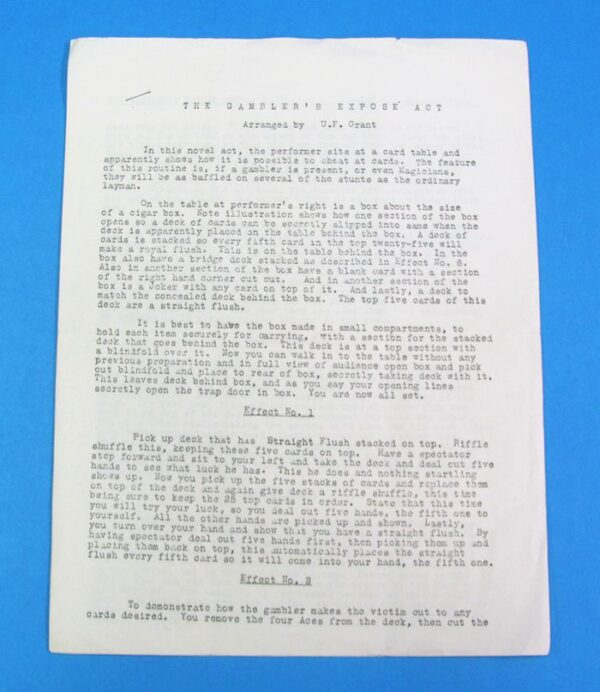 THE GAMBLER'S EXPOSE ACT
Arranged by U.F. Grant
In this novel act, the performer sits at a card table and
apparently shows how it is possible to cheat at cards. The feature
of this routine is, if a gambler is present, or even Magicians,
they will be as baffled on several of the stunts as the ordinary
layman.
On the table at performer's right is a box about the size
of a cigar box. Note illustration shows how one section of the box
opens so a deck of cards can be secretly slipped into same when the
deck is apparently placed on the table behind the box. A deck of
cards is stacked so every fifth card in the top twenty-five will
make a royal flush. This is on the table behind the box. In the
box also have a bridge deck stacked as described in Effect No. 8.
Also in another section of the box have a blank card with a section
of the right hand corner cut out. And in another section of the
box is a Joker with any card on top of it. And lastly, a deck to
match the concealed deck behind the box. The top five cards of this
deck are a straight flush.
It is best to have the box made in small compartments, to
hold each item securely for carrying, with a section for the stacked
deck that goes behind the box. This deck is at a top section with
a blindfold over it. Now you can walk in to the table without any
previous preparation and in full view of audience open box and pick
out blindfold and place to rear of box, secretly taking deck with it.
This leaves deck behind box, and as you say your opening lines
secretly open the trap door in box. You are now all set.
Effect No. 1
Pick up deck that has Straight Flush stacked on top. Riffle
shuffle this, keeping these five cards on top. Have a spectator
step forward and sit to your left and take the deck and deal out five
hands to see what luck he has. This he does and nothing startling
shows up. Now you pick up the five stacks of cards and replace them
on top of the deck and again give deck a riffle shuffle, this time
being sure to keep the 25 top cards in order. State that this time
you will try your luck, so you deal out five hands, the fifth one to
yourself. All the other hands are picked up and shown. Lastly,
you turn over your hand and show that you have a straight flush. By
having spectator deal out five hands first, then picking them up and
placing them back on top, this automatically places the straight
flush every fifth card so it will come into your hand, the fifth one.
Effect No. 2
To demonstrate how the gambler makes the victim cut to any
cards desired. You remove the four Aces from the deck, then cut the